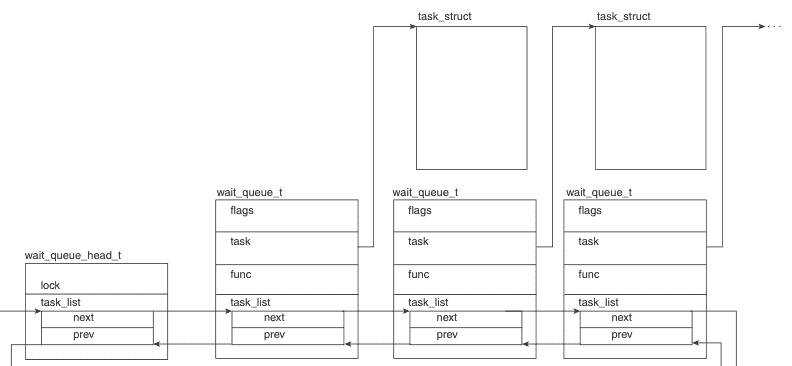 task_struct
task_struct
...
wait_queue_t
wait_queue_t
wait_queue_t
flags
flags
flags
task
task
task
wait_queue_head_t
func
func
func
lock
task_list
task_list
task_list
task_list
next
next
next
next
prev
prev
prev
prev